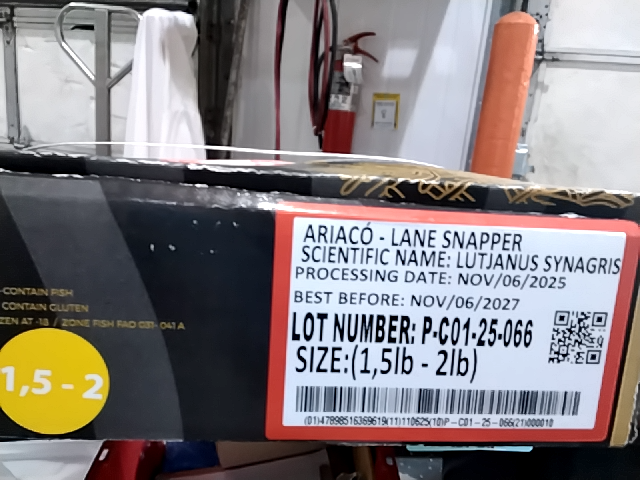 -CONTAIN FISH
CONTAIN GLUTEN
ZEN AT -18 / ZONE FISH FAO 031- 041 A
1,5 - 2
ARIACÓ - LANE SNAPPER
SCIENTIFIC NAME: LUTJANUS SYNAGRIS
PROCESSING DATE: NOV/06/2025
BEST BEFORE: NOV/06/2027
LOT NUMBER: P-C01-25-066
SIZE:(1,5lb - 2lb)
(01)47898516369619(11)110625(10)P-C01-25-066(21)000010